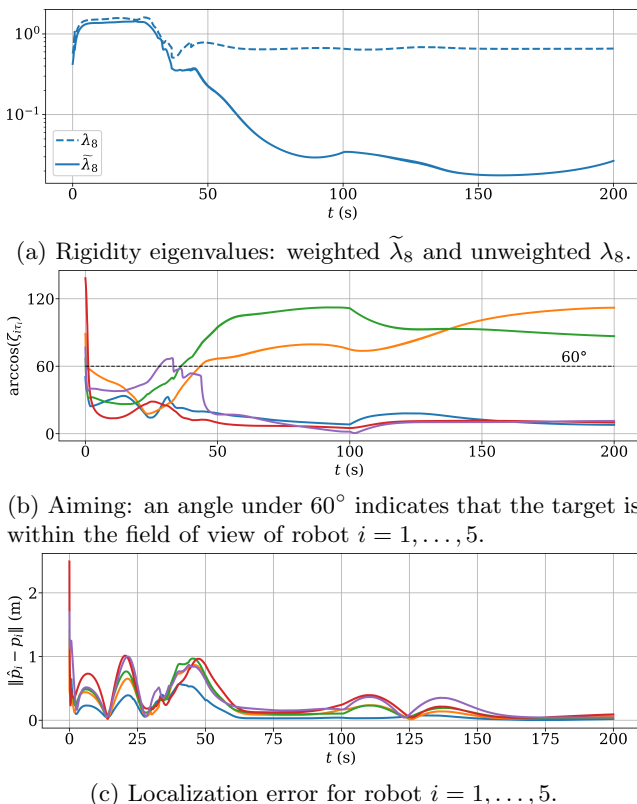 10⁰
10⁻¹
λ₈
λ̃₈
0 50 100 150 200
t (s)
(a) Rigidity eigenvalues: weighted λ̃₈ and unweighted λ₈.
arccos(ζ_{iτᵢ})
120
60
0
60°
0 50 100 150 200
t (s)
(b) Aiming: an angle under 60° indicates that the target is
within the field of view of robot i = 1, . . . , 5.
‖p̂ᵢ − pᵢ‖ (m)
2
1
0
0 25 50 75 100 125 150 175 200
t (s)
(c) Localization error for robot i = 1, . . . , 5.